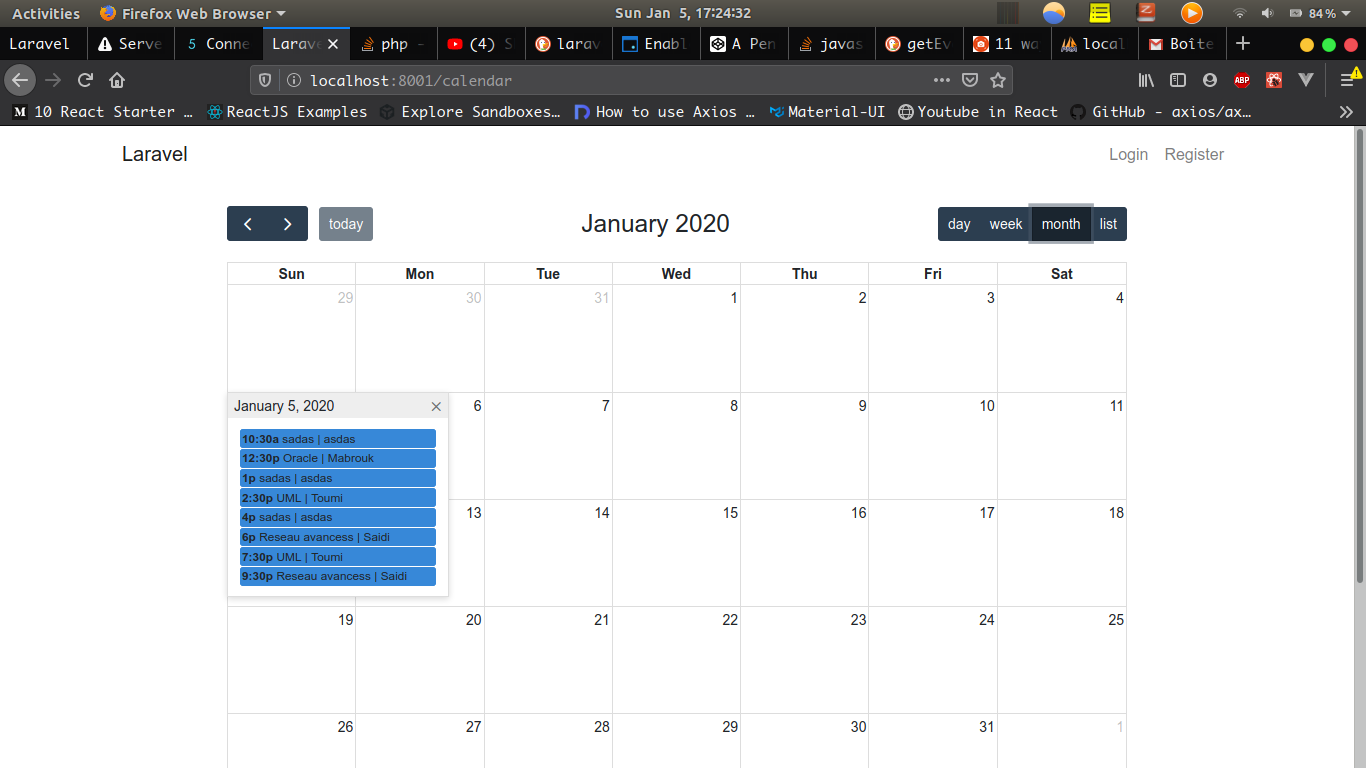 Activities Firefox Web Browser Sun Jan 5, 17:24:32 84 %
Laravel Serve 5 Conne Larave php - (4) S larav Enabl A Pen javas getEv 11 wa local Boîte
localhost:8001/calendar ABP
M 10 React Starter … ReactJS Examples Explore Sandboxes… How to use Axios … Material-UI Youtube in React GitHub - axios/ax…
Laravel Login Register
today January 2020 day week month list
Sun Mon Tue Wed Thu Fri Sat
29 30 31 1 2 3 4
January 5, 2020 × 6 7 8 9 10 11
10:30a sadas | asdas
12:30p Oracle | Mabrouk
1p sadas | asdas
2:30p UML | Toumi
13 14 15 16 17 18
4p sadas | asdas
6p Reseau avancess | Saidi
7:30p UML | Toumi
9:30p Reseau avancess | Saidi
19 20 21 22 23 24 25
26 27 28 29 30 31 1